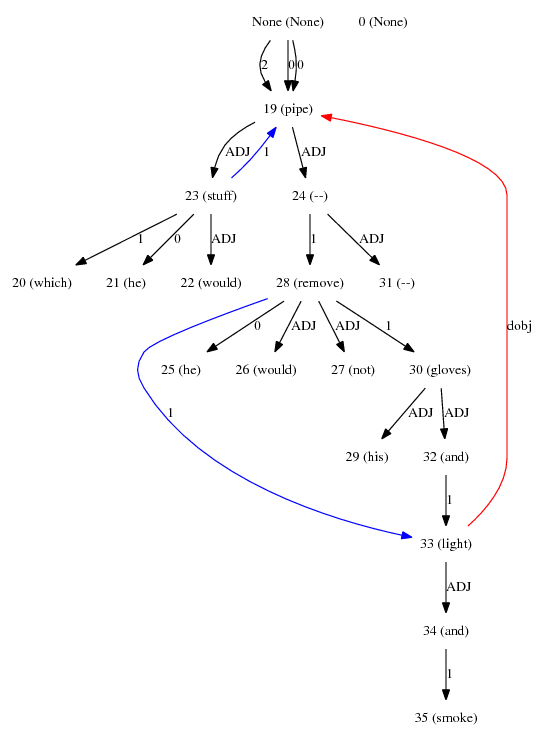 None (None) 0 (None)
2 0 0
19 (pipe)
ADJ 1 ADJ
23 (stuff) 24 (--)
1 0 ADJ 1 ADJ
20 (which) 21 (he) 22 (would) 28 (remove) 31 (--)
0 ADJ ADJ 1 dobj
25 (he) 26 (would) 27 (not) 30 (gloves)
1 ADJ ADJ
29 (his) 32 (and)
1
33 (light)
ADJ
34 (and)
1
35 (smoke)